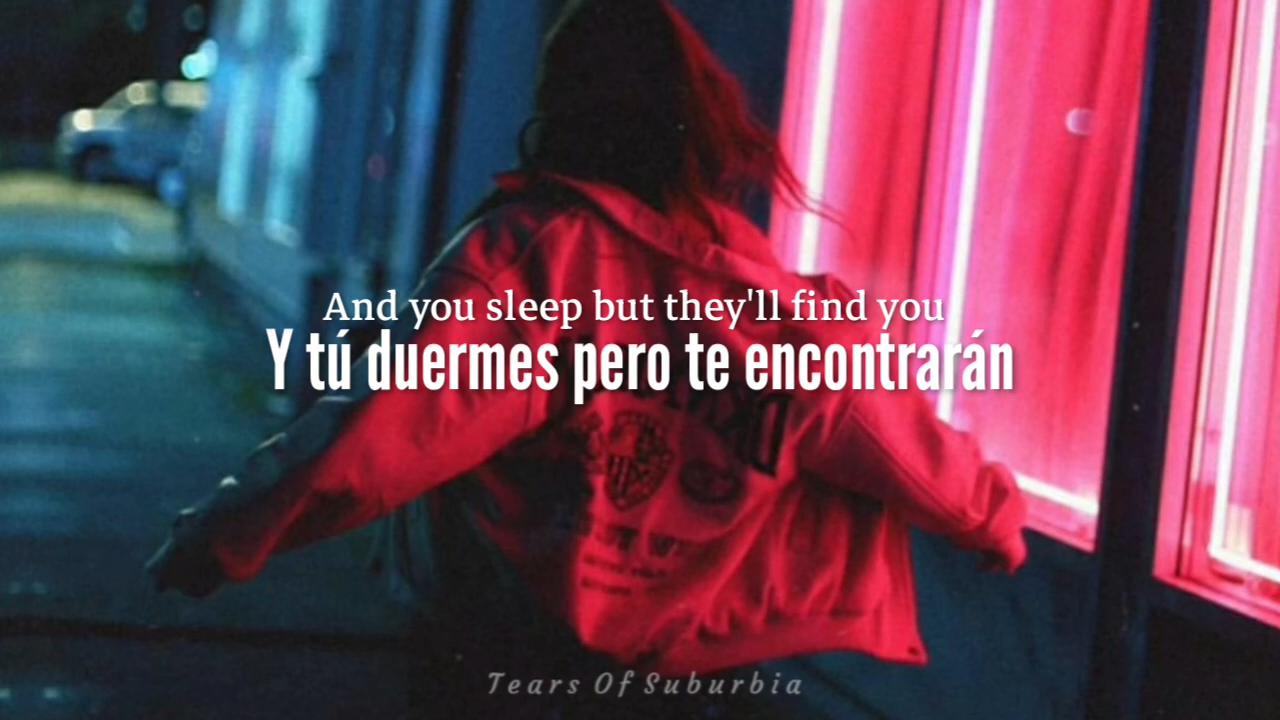 And you sleep but they'll find you
Y tú duermes pero te encontrarán
Tears Of Suburbia